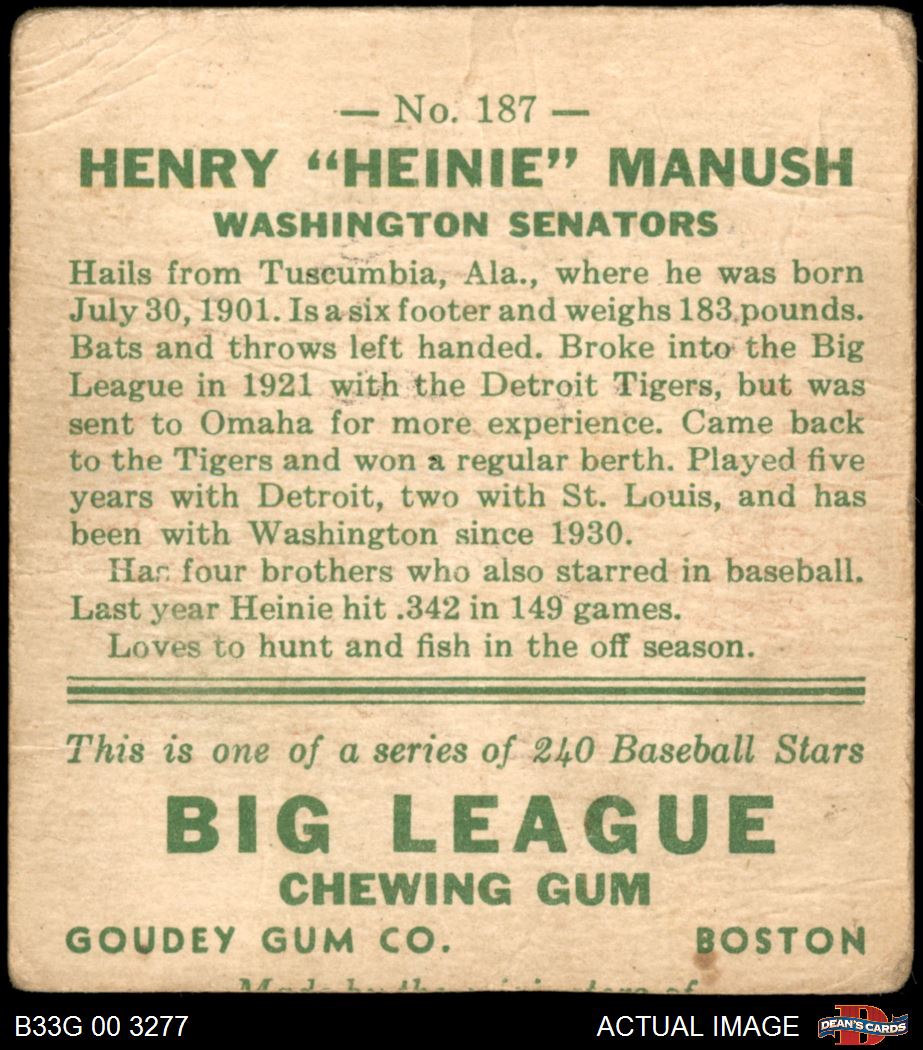 — No. 187 —
HENRY “HEINIE” MANUSH
WASHINGTON SENATORS
Hails from Tuscumbia, Ala., where he was born
July 30, 1901. Is a six footer and weighs 183 pounds.
Bats and throws left handed. Broke into the Big
League in 1921 with the Detroit Tigers, but was
sent to Omaha for more experience. Came back
to the Tigers and won a regular berth. Played five
years with Detroit, two with St. Louis, and has
been with Washington since 1930.
Has four brothers who also starred in baseball.
Last year Heinie hit .342 in 149 games.
Loves to hunt and fish in the off season.
This is one of a series of 240 Baseball Stars
BIG LEAGUE
CHEWING GUM
GOUDEY GUM CO. BOSTON
Made by the originators of
B33G 00 3277 ACTUAL IMAGE DEAN'S CARDS